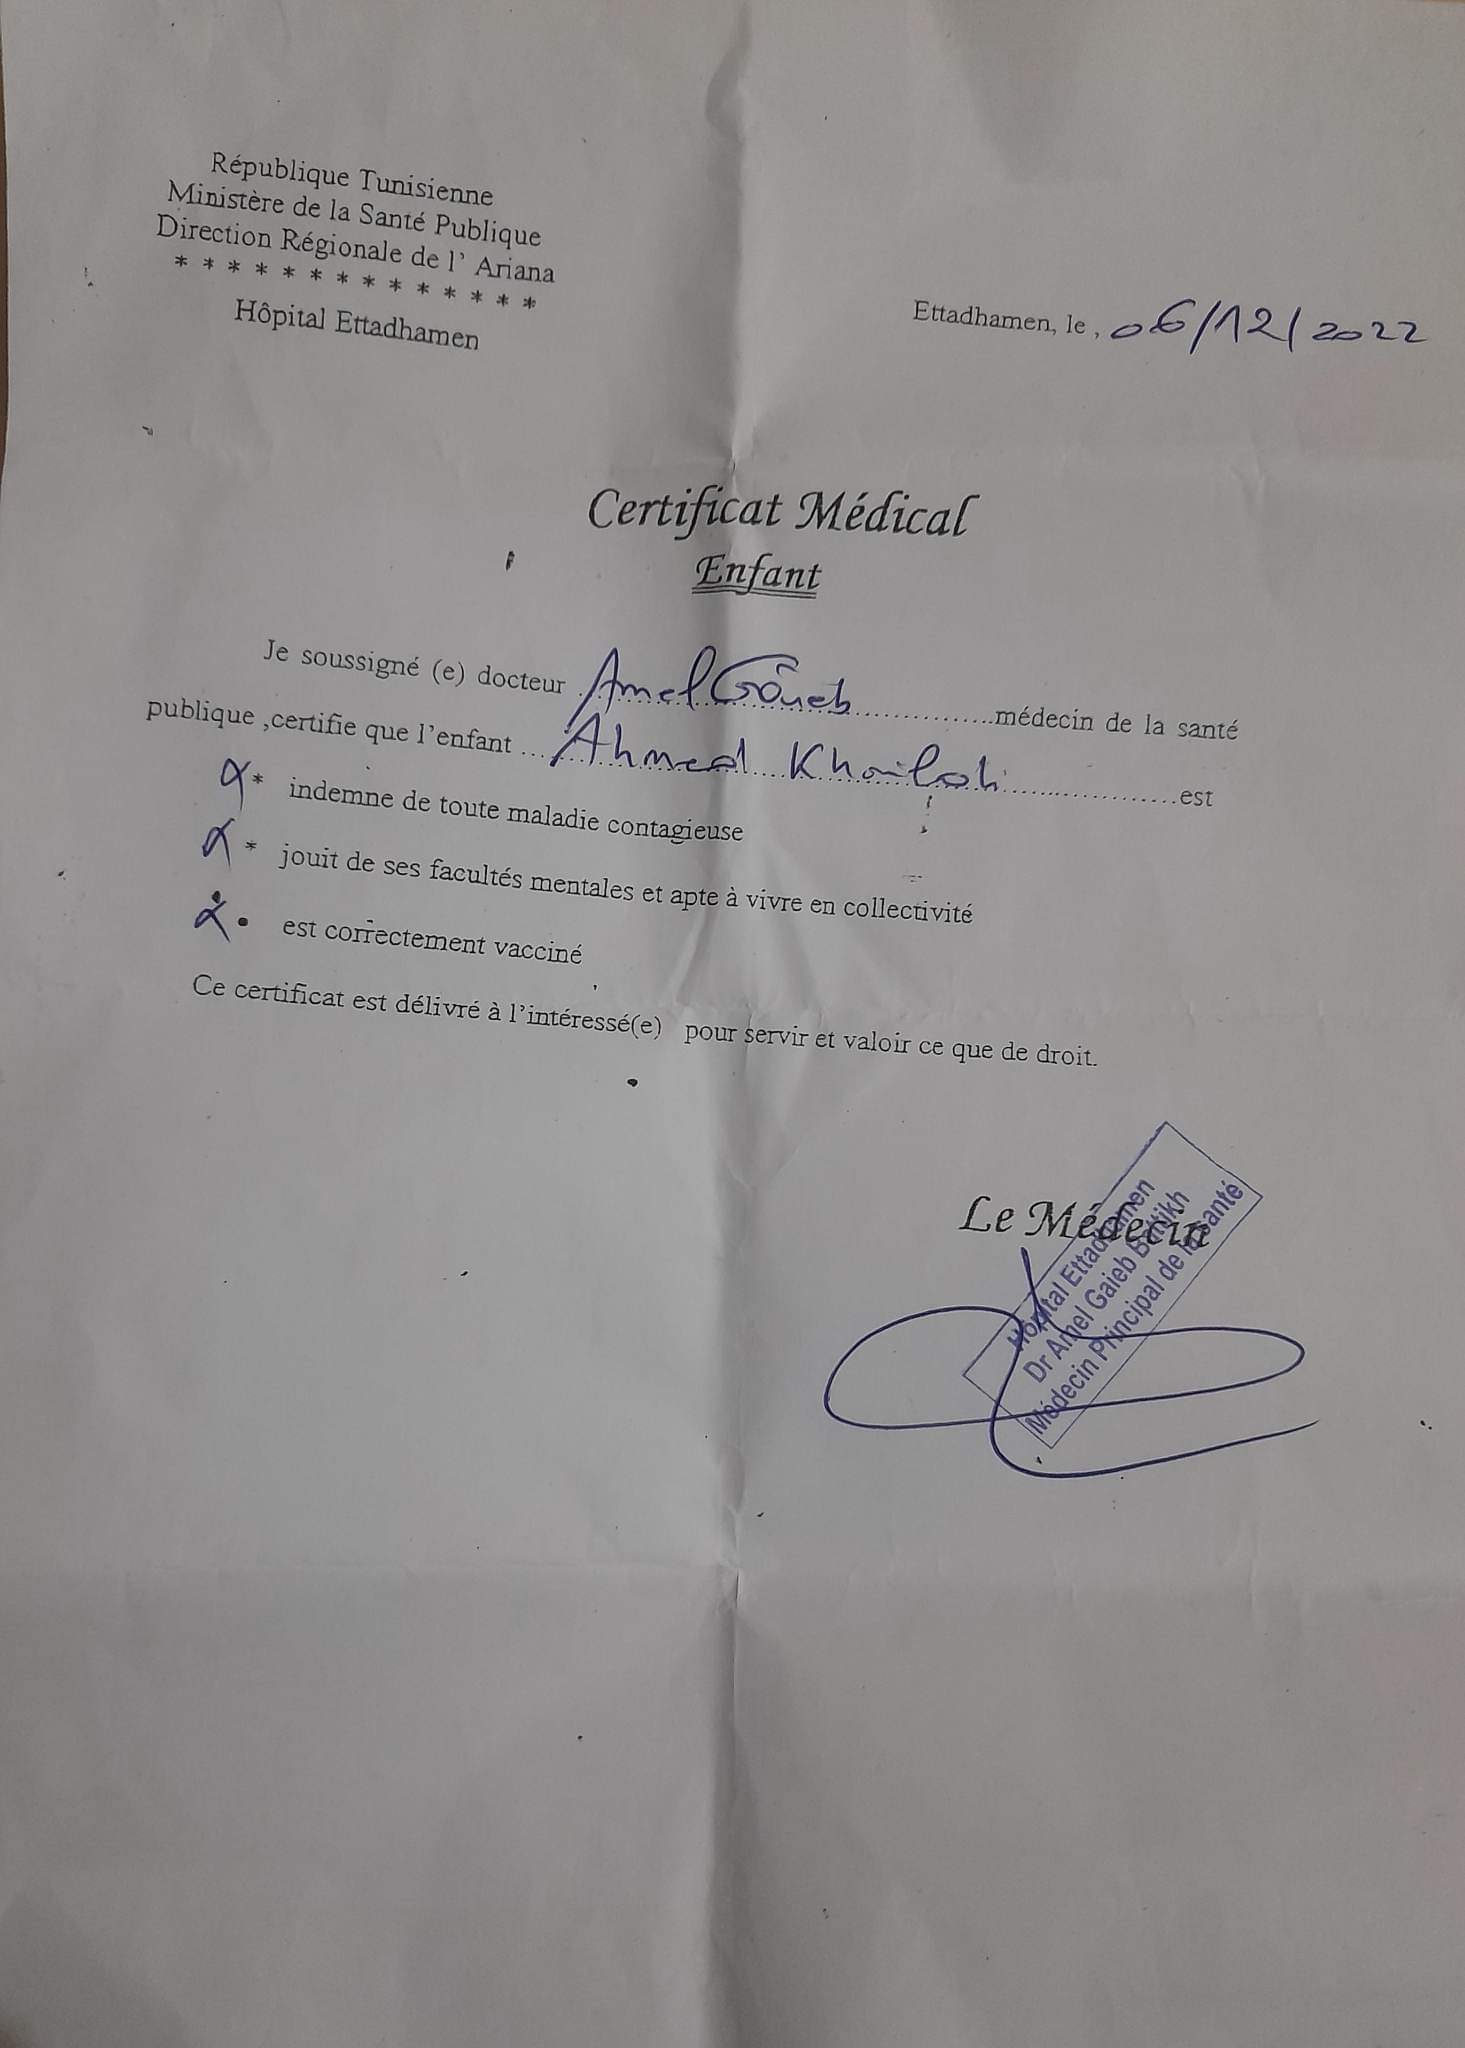 République Tunisienne
Ministère de la Santé Publique
Direction Régionale de l' Ariana
* * * * * * * * * * * * * *
Hôpital Ettadhamen
Ettadhamen, le , 06/12/2022
Certificat Médical
Enfant
Je soussigné (e) docteur Amel Gaieb médecin de la santé
publique ,certifie que l'enfant ... Ahmed est
* indemne de toute maladie contagieuse
* jouit de ses facultés mentales et apte à vivre en collectivité
• est correctement vacciné
Ce certificat est délivré à l'intéressé(e) pour servir et valoir ce que de droit.
Le Médecin
Hôpital Ettadhamen
Dr Amel Gaieb
Médecin Principal de la santé